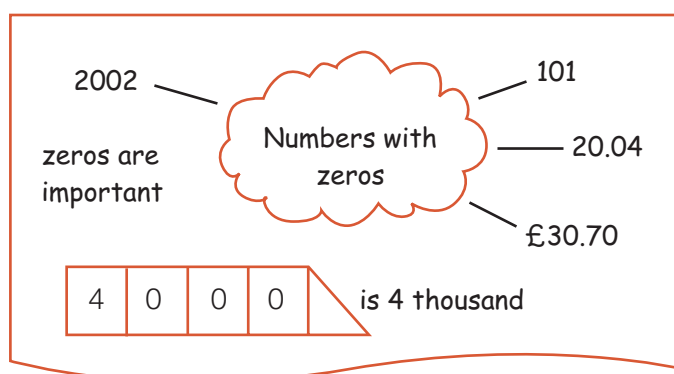 2002
101
Numbers with
zeros
20.04
zeros are
important
£30.70
4 0 0 0 is 4 thousand